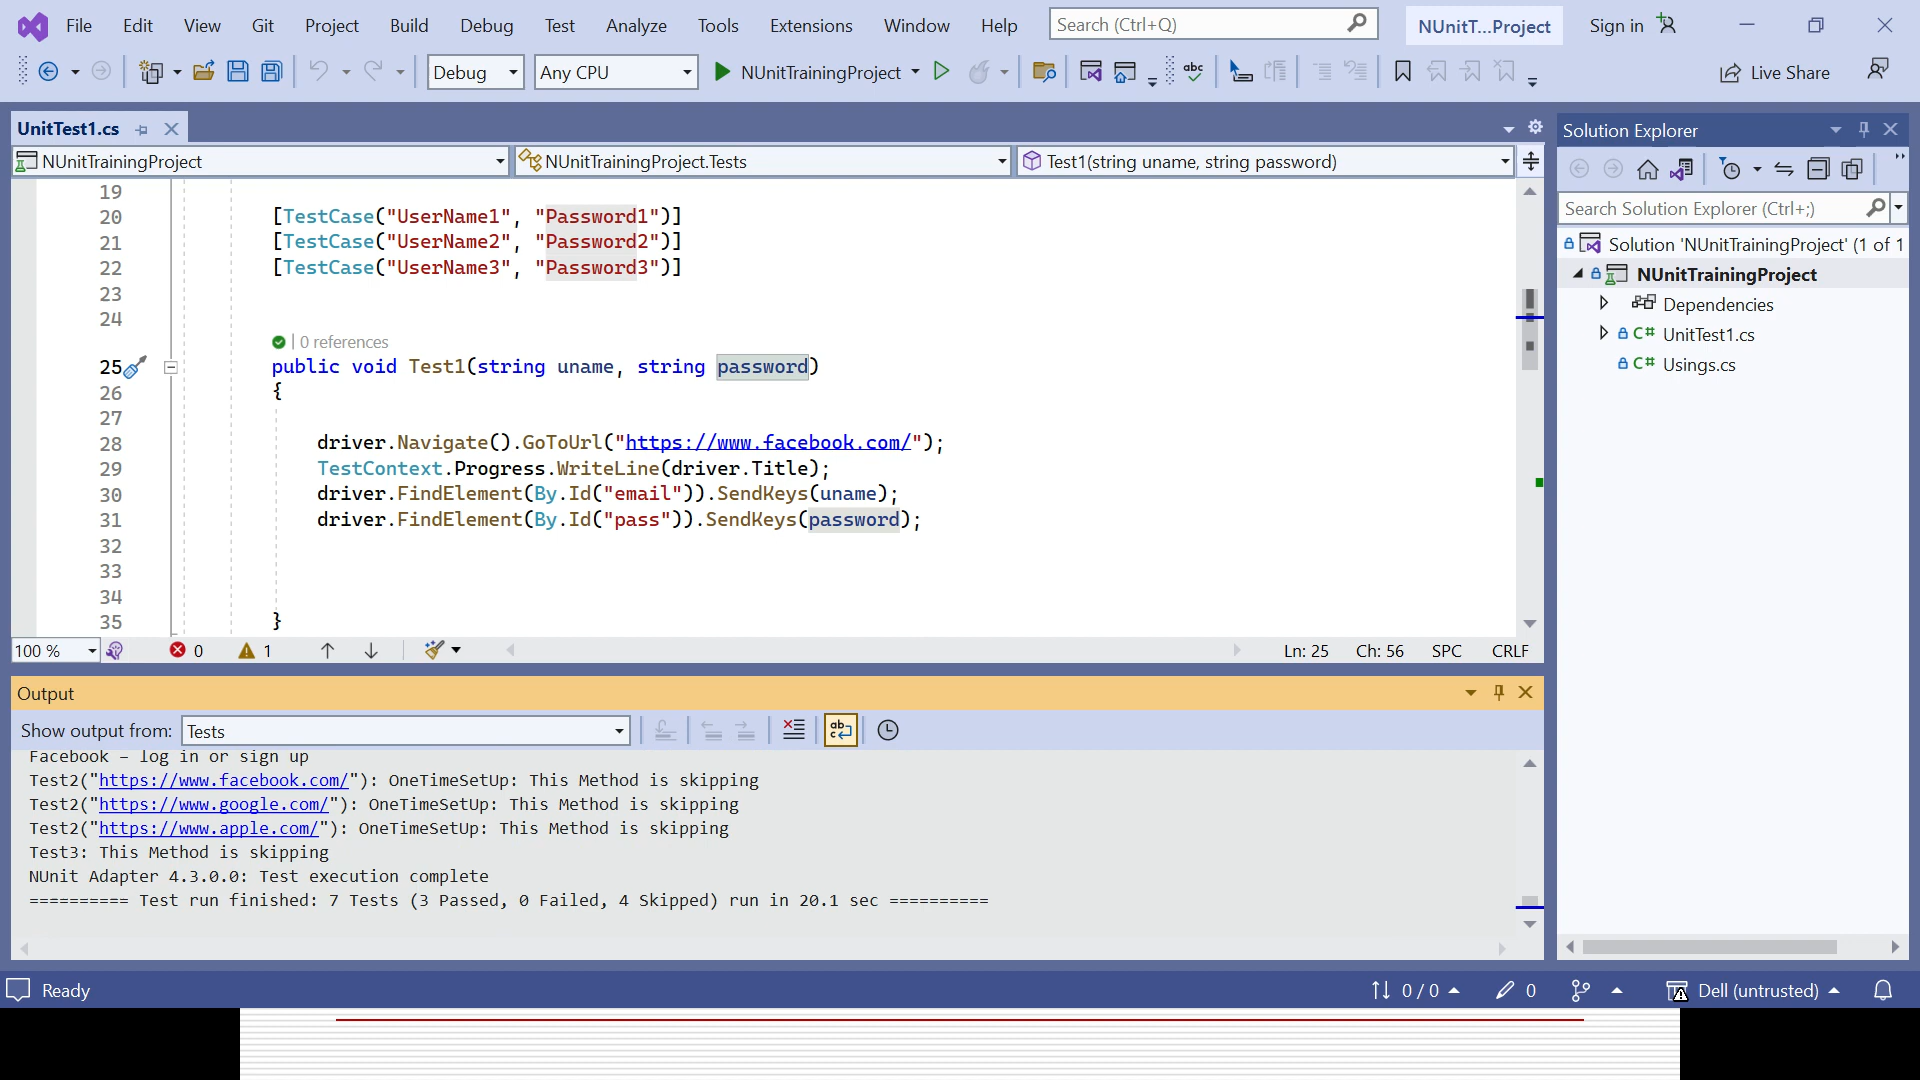 File Edit View Git Project Build Debug Test Analyze Tools Extensions Window Help Search (Ctrl+Q) NUnitT...Project Sign in
Debug Any CPU NUnitTrainingProject abc Live Share
UnitTest1.cs
NUnitTrainingProject NUnitTrainingProject.Tests Test1(string uname, string password)
19
20 [TestCase("UserName1", "Password1")]
21 [TestCase("UserName2", "Password2")]
22 [TestCase("UserName3", "Password3")]
23
24
0 references
25 public void Test1(string uname, string password)
26 {
27
28 driver.Navigate().GoToUrl("https://www.facebook.com/");
29 TestContext.Progress.WriteLine(driver.Title);
30 driver.FindElement(By.Id("email")).SendKeys(uname);
31 driver.FindElement(By.Id("pass")).SendKeys(password);
32
33
34
35 }
100 % 0 1 Ln: 25 Ch: 56 SPC CRLF
Output
Show output from: Tests
Facebook – log in or sign up
Test2("https://www.facebook.com/"): OneTimeSetUp: This Method is skipping
Test2("https://www.google.com/"): OneTimeSetUp: This Method is skipping
Test2("https://www.apple.com/"): OneTimeSetUp: This Method is skipping
Test3: This Method is skipping
NUnit Adapter 4.3.0.0: Test execution complete
========== Test run finished: 7 Tests (3 Passed, 0 Failed, 4 Skipped) run in 20.1 sec ==========
Solution Explorer
Search Solution Explorer (Ctrl+;)
Solution 'NUnitTrainingProject' (1 of 1
NUnitTrainingProject
Dependencies
C# UnitTest1.cs
C# Usings.cs
Ready 0 / 0 0 Dell (untrusted)